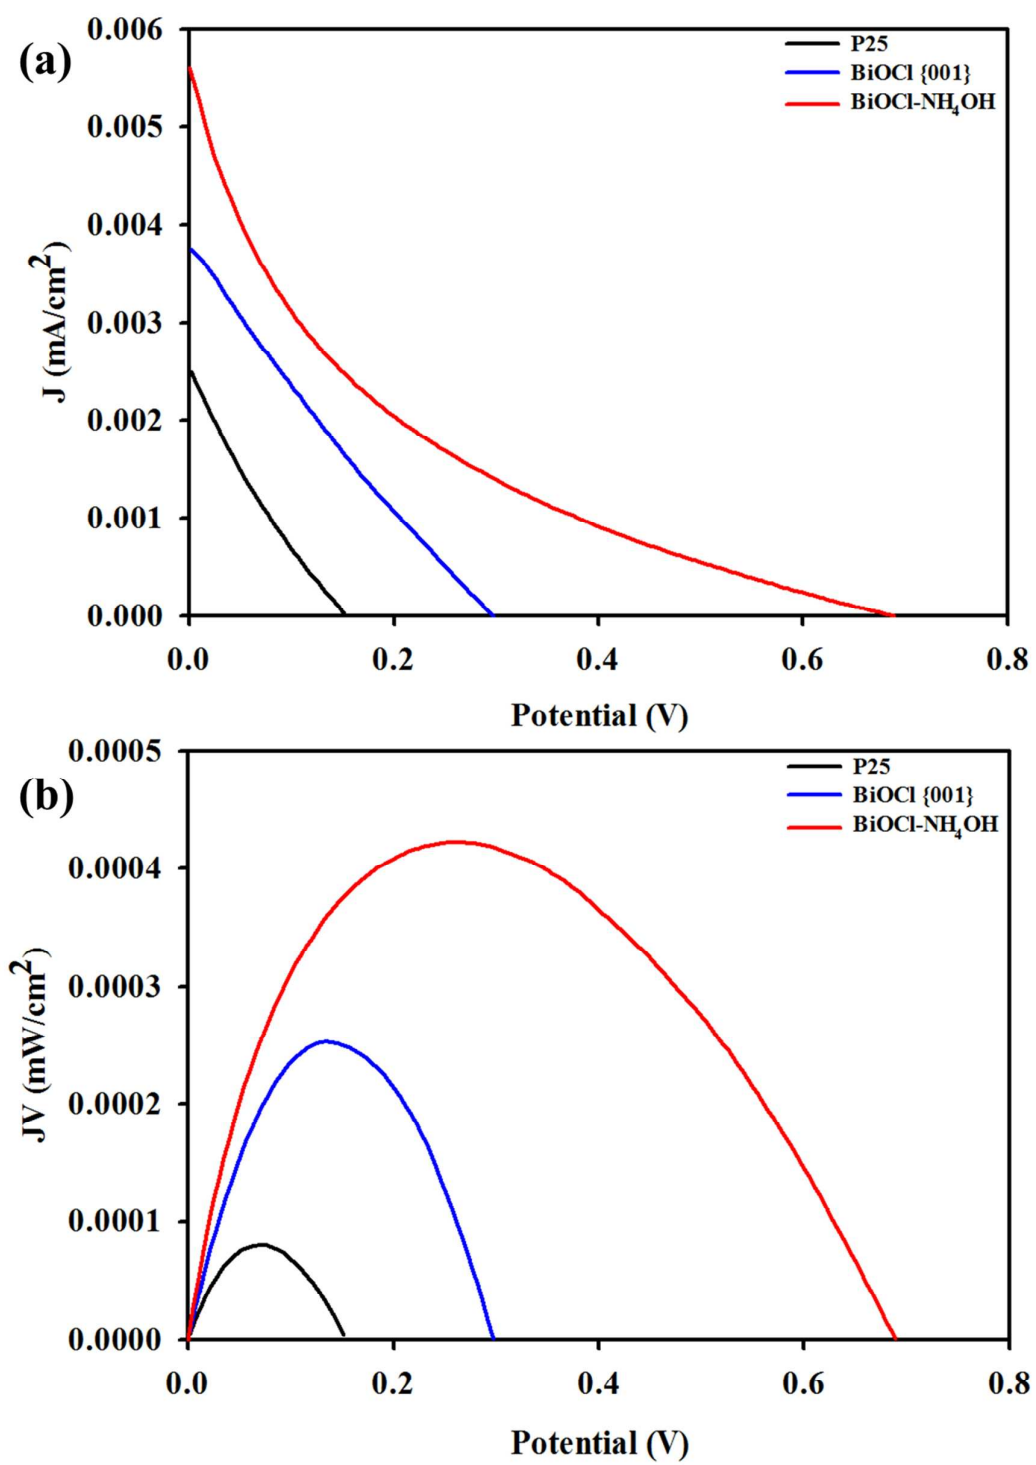 (a)
0.006
0.005
0.004
0.003
0.002
0.001
0.000
J (mA/cm²)
P25
BiOCl {001}
BiOCl-NH₄OH
0.0 0.2 0.4 0.6 0.8
Potential (V)
(b)
0.0005
0.0004
0.0003
0.0002
0.0001
0.0000
JV (mW/cm²)
P25
BiOCl {001}
BiOCl-NH₄OH
0.0 0.2 0.4 0.6 0.8
Potential (V)